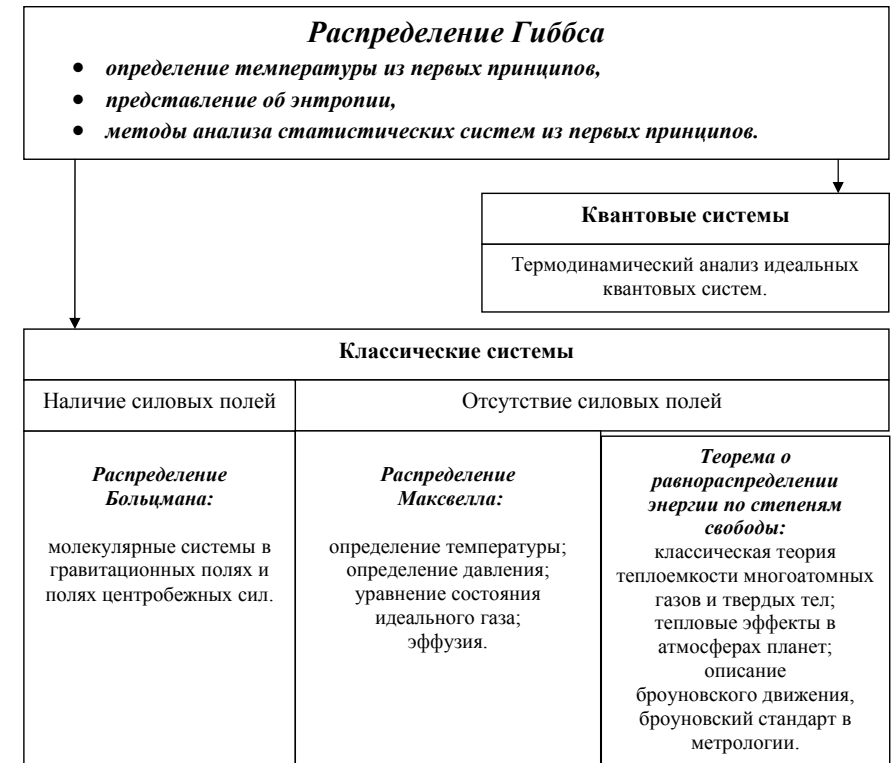 Распределение Гиббса
• определение температуры из первых принципов,
• представление об энтропии,
• методы анализа статистических систем из первых принципов.
Квантовые системы
Термодинамический анализ идеальных
квантовых систем.
Классические системы
Наличие силовых полей
Отсутствие силовых полей
Распределение
Больцмана:
молекулярные системы в
гравитационных полях и
полях центробежных сил.
Распределение
Максвелла:
определение температуры;
определение давления;
уравнение состояния
идеального газа;
эффузия.
Теорема о
равнораспределении
энергии по степеням
свободы:
классическая теория
теплоемкости многоатомных
газов и твердых тел;
тепловые эффекты в
атмосферах планет;
описание
броуновского движения,
броуновский стандарт в
метрологии.